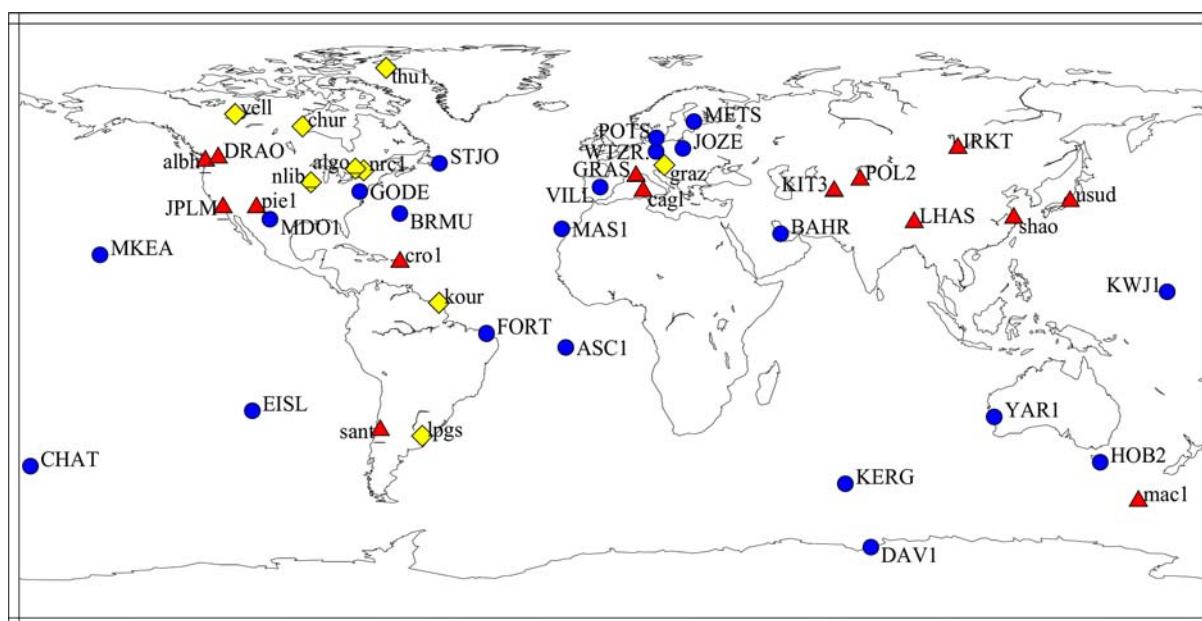 thu1
yell
chur
METS
POTS
JOZE
IRKT
albh
DRAO
algo
nrc1
STJO
WTZR
GRAS
graz
nlib
GODE
VILL
cagl
KIT3
POL2
usud
JPLM
pie1
MDO1
BRMU
MAS1
BAHR
LHAS
shao
MKEA
cro1
kour
KWJ1
FORT
ASC1
EISL
sant
lpgs
YAR1
CHAT
HOB2
KERG
mac1
DAV1